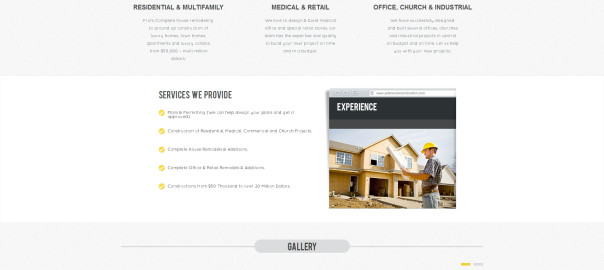 RESIDENTIAL & MULTIFAMILY
MEDICAL & RETAIL
OFFICE, CHURCH & INDUSTRIAL
From Complete house remodeling
to ground up construction of
luxury homes, town homes
apartments and luxury condos
from $50,000 - multi million
dollars.
We love to design & build medical
office and special retail stores, our
team has the expertise and quality
to build your new project on time
and in a budget.
We have successfully designed
and built several offices, churches
and industrial projects in central
on budget and on time. Let us help
you with your new projects.
SERVICES WE PROVIDE
Plans & Permitting (we can help design your plans and get it
approved).
Construction of Residential, Medical, Commercial and Church Projects.
Complete House Remodels & Additions.
Complete Office & Retail Remodels & Additions.
Constructions from $50 Thousand to over 20 Million Dollars.
EXPERIENCE
GALLERY